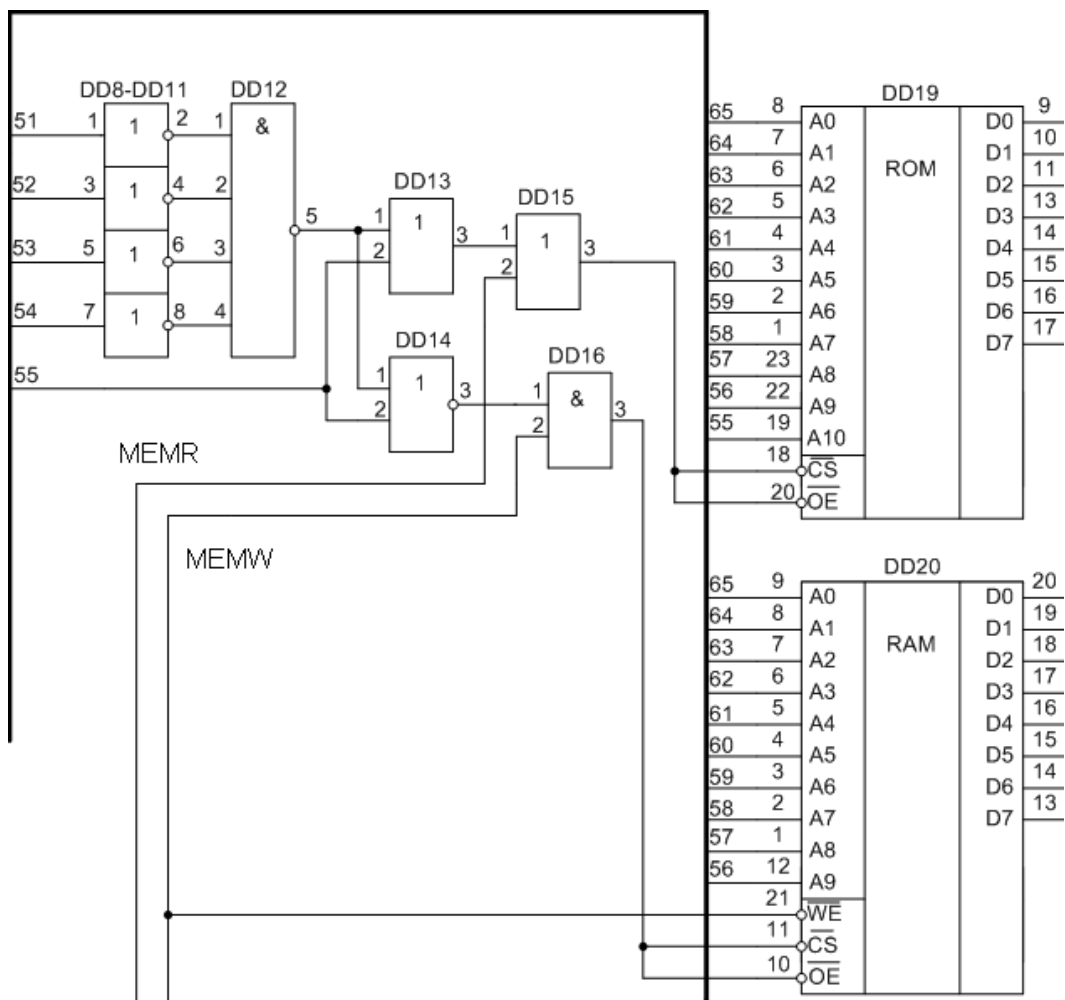 DD8-DD11 DD12
51 1 1 2 1 &
52 3 1 4 2
53 5 1 6 3
54 7 1 8 4
5
DD13
1 1 3
2
DD15
1 1 3
2
DD14
1 1 3
2
DD16
1 & 3
2
55
MEMR
MEMW
DD19
ROM
65 8 A0 D0 9
64 7 A1 D1 10
63 6 A2 D2 11
62 5 A3 D3 13
61 4 A4 D4 14
60 3 A5 D5 15
59 2 A6 D6 16
58 1 A7 D7 17
57 23 A8
56 22 A9
55 19 A10
18 CS
20 OE
DD20
RAM
65 9 A0 D0 20
64 8 A1 D1 19
63 7 A2 D2 18
62 6 A3 D3 17
61 5 A4 D4 16
60 4 A5 D5 15
59 3 A6 D6 14
58 2 A7 D7 13
57 1 A8
56 12 A9
21 WE
11 CS
10 OE